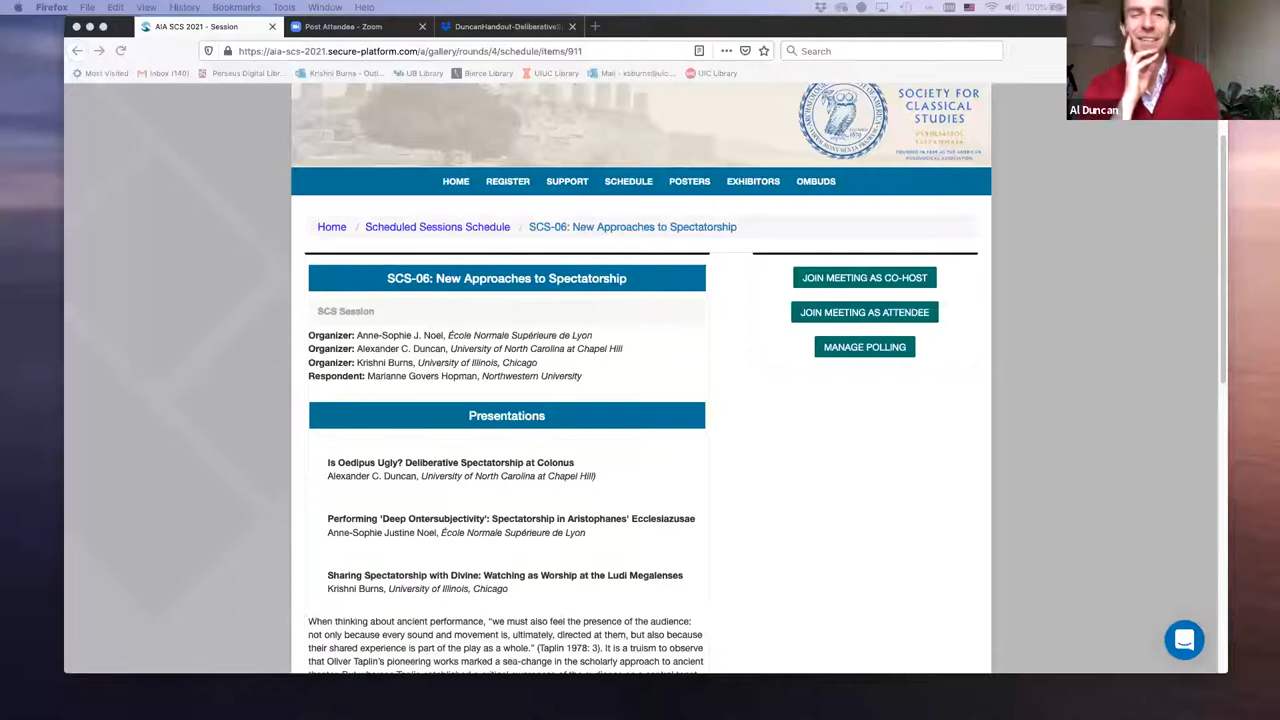 Firefox File Edit View History Bookmarks Tools Window Help
100%
AIA SCS 2021 - Session
Post Attendee - Zoom
DuncanHandout-DeliberativeS
https://aia-scs-2021.secure-platform.com/a/gallery/rounds/4/schedule/items/911
Search
Most Visited Inbox (140) Perseus Digital Libr... Krishni Burns - Outl... UB Library Bierce Library UIUC Library Mail - ksburns@uic... UIC Library
Al Duncan
SOCIETY FOR
CLASSICAL
STUDIES
HOME REGISTER SUPPORT SCHEDULE POSTERS EXHIBITORS OMBUDS
Home / Scheduled Sessions Schedule / SCS-06: New Approaches to Spectatorship
SCS-06: New Approaches to Spectatorship
SCS Session
Organizer: Anne-Sophie J. Noel, École Normale Supérieure de Lyon
Organizer: Alexander C. Duncan, University of North Carolina at Chapel Hill
Organizer: Krishni Burns, University of Illinois, Chicago
Respondent: Marianne Govers Hopman, Northwestern University
JOIN MEETING AS CO-HOST
JOIN MEETING AS ATTENDEE
MANAGE POLLING
Presentations
Is Oedipus Ugly? Deliberative Spectatorship at Colonus
Alexander C. Duncan, University of North Carolina at Chapel Hill)
Performing 'Deep Ontersubjectivity': Spectatorship in Aristophanes' Ecclesiazusae
Anne-Sophie Justine Noel, École Normale Supérieure de Lyon
Sharing Spectatorship with Divine: Watching as Worship at the Ludi Megalenses
Krishni Burns, University of Illinois, Chicago
When thinking about ancient performance, “we must also feel the presence of the audience:
not only because every sound and movement is, ultimately, directed at them, but also because
their shared experience is part of the play as a whole.” (Taplin 1978: 3). It is a truism to observe
that Oliver Taplin's pioneering works marked a sea-change in the scholarly approach to ancient